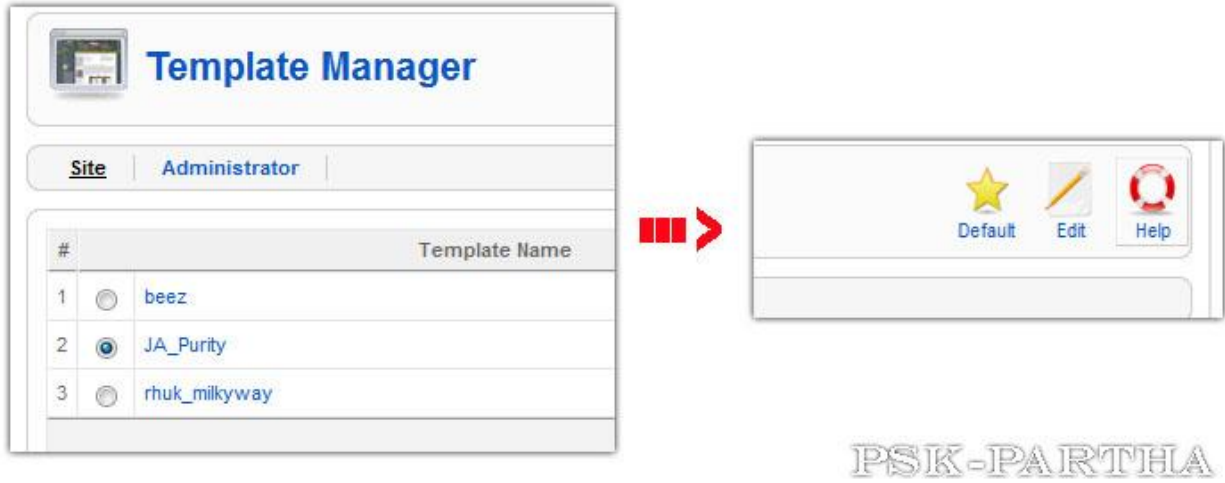 Template Manager
Site Administrator
# Template Name
1 beez
2 JA_Purity
3 rhuk_milkyway
Default Edit Help
PSK-PARTHA